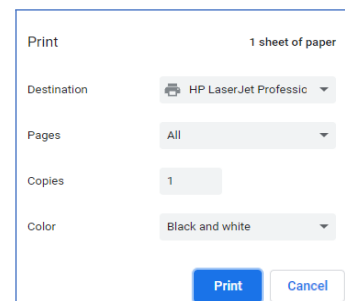 Print 1 sheet of paper
Destination HP LaserJet Professic
Pages All
Copies 1
Color Black and white
Print Cancel